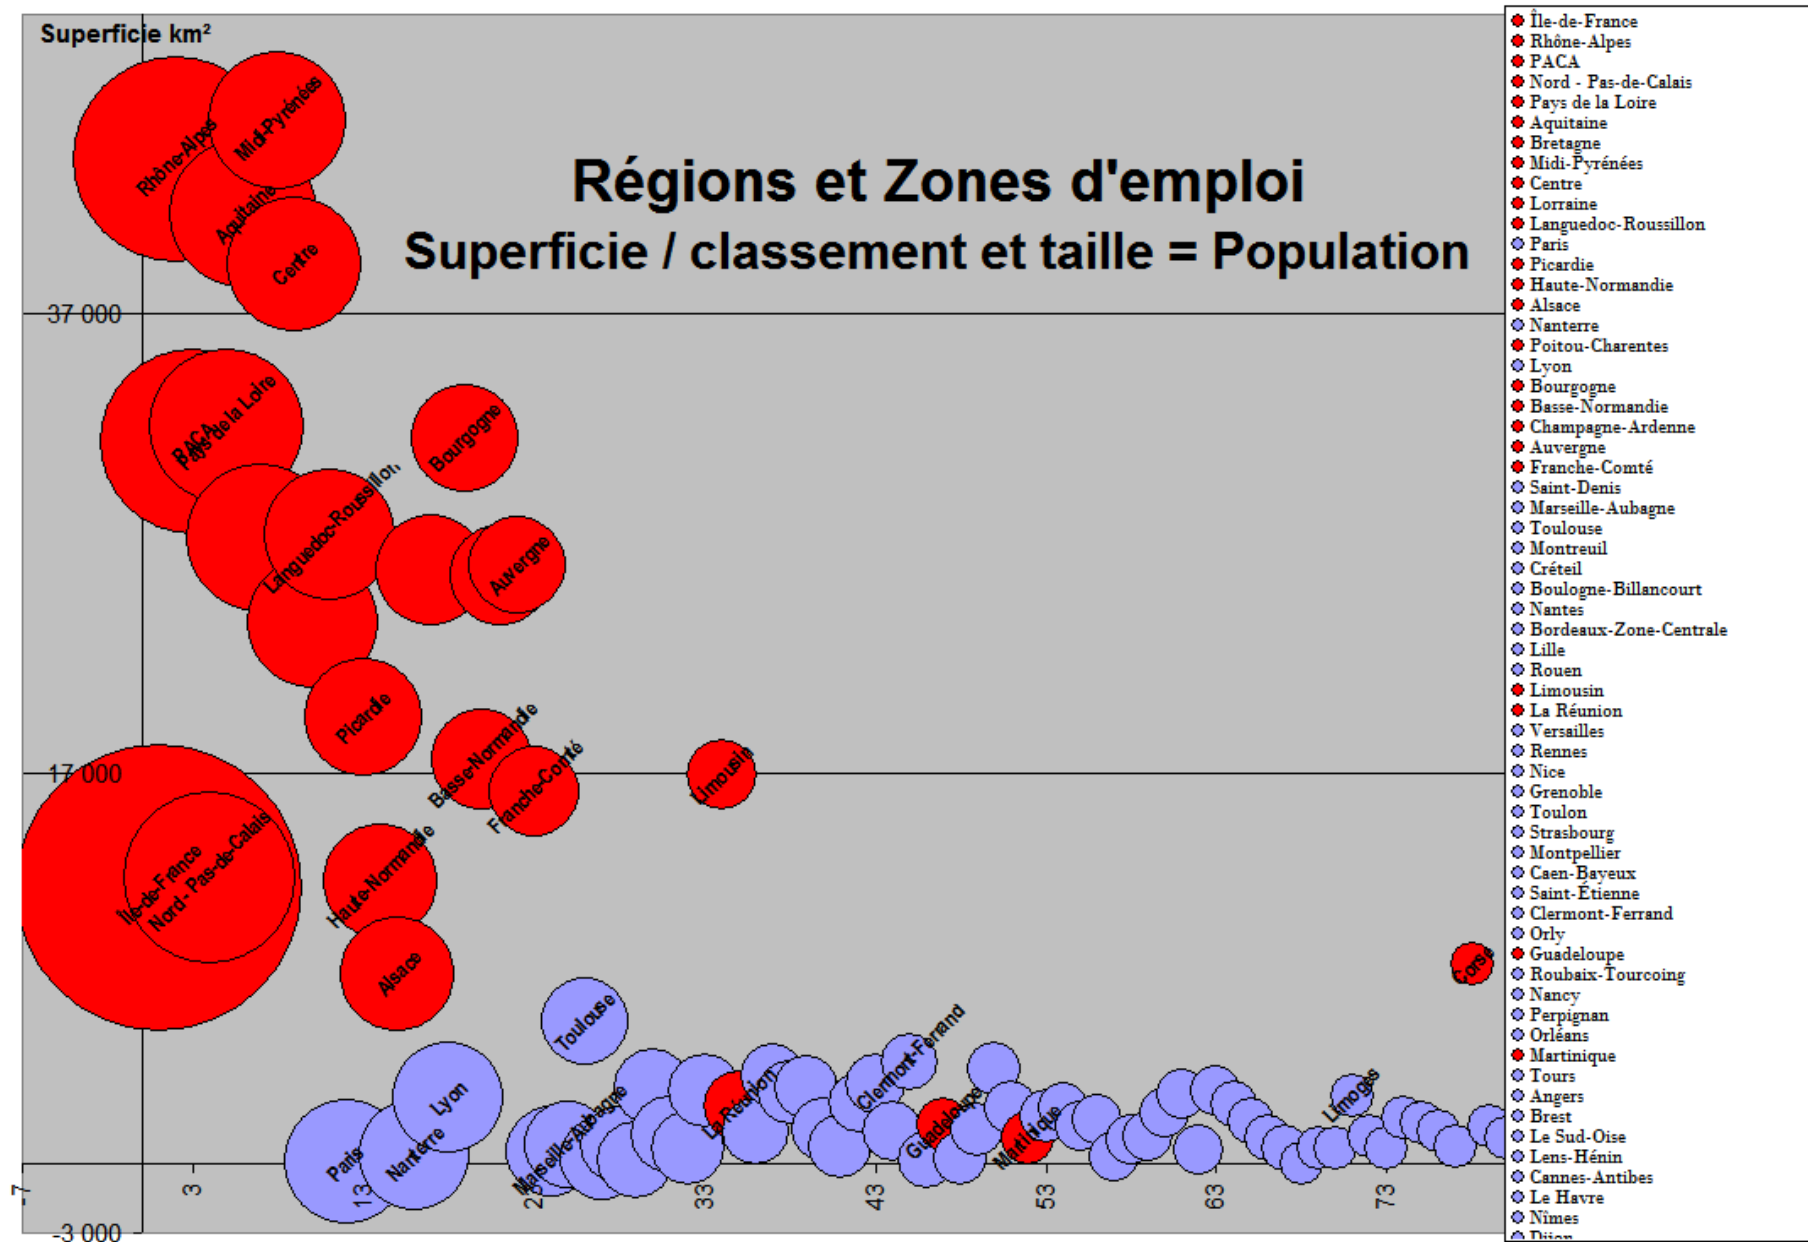 Superficie km²
Régions et Zones d'emploi
Superficie / classement et taille = Population
Rhône-Alpes
Midi-Pyrénées
Aquitaine
Centre
37 000
PACA
Pays de la Loire
Bourgogne
Languedoc-Roussillon
Auvergne
Picardie
Basse-Normandie
Franche-Comté
Limousin
17 000
Île-de-France
Nord - Pas-de-Calais
Haute-Normandie
Alsace
Corse
Toulouse
Lyon
Paris
Nanterre
Marseille-Aubagne
La Réunion
Clermont-Ferrand
Guadeloupe
Martinique
Limoges
-7
3
13
23
33
43
53
63
73
-3 000
Île-de-France
Rhône-Alpes
PACA
Nord - Pas-de-Calais
Pays de la Loire
Aquitaine
Bretagne
Midi-Pyrénées
Centre
Lorraine
Languedoc-Roussillon
Paris
Picardie
Haute-Normandie
Alsace
Nanterre
Poitou-Charentes
Lyon
Bourgogne
Basse-Normandie
Champagne-Ardenne
Auvergne
Franche-Comté
Saint-Denis
Marseille-Aubagne
Toulouse
Montreuil
Créteil
Boulogne-Billancourt
Nantes
Bordeaux-Zone-Centrale
Lille
Rouen
Limousin
La Réunion
Versailles
Rennes
Nice
Grenoble
Toulon
Strasbourg
Montpellier
Caen-Bayeux
Saint-Étienne
Clermont-Ferrand
Orly
Guadeloupe
Roubaix-Tourcoing
Nancy
Perpignan
Orléans
Martinique
Tours
Angers
Brest
Le Sud-Oise
Lens-Hénin
Cannes-Antibes
Le Havre
Nîmes
Dijon